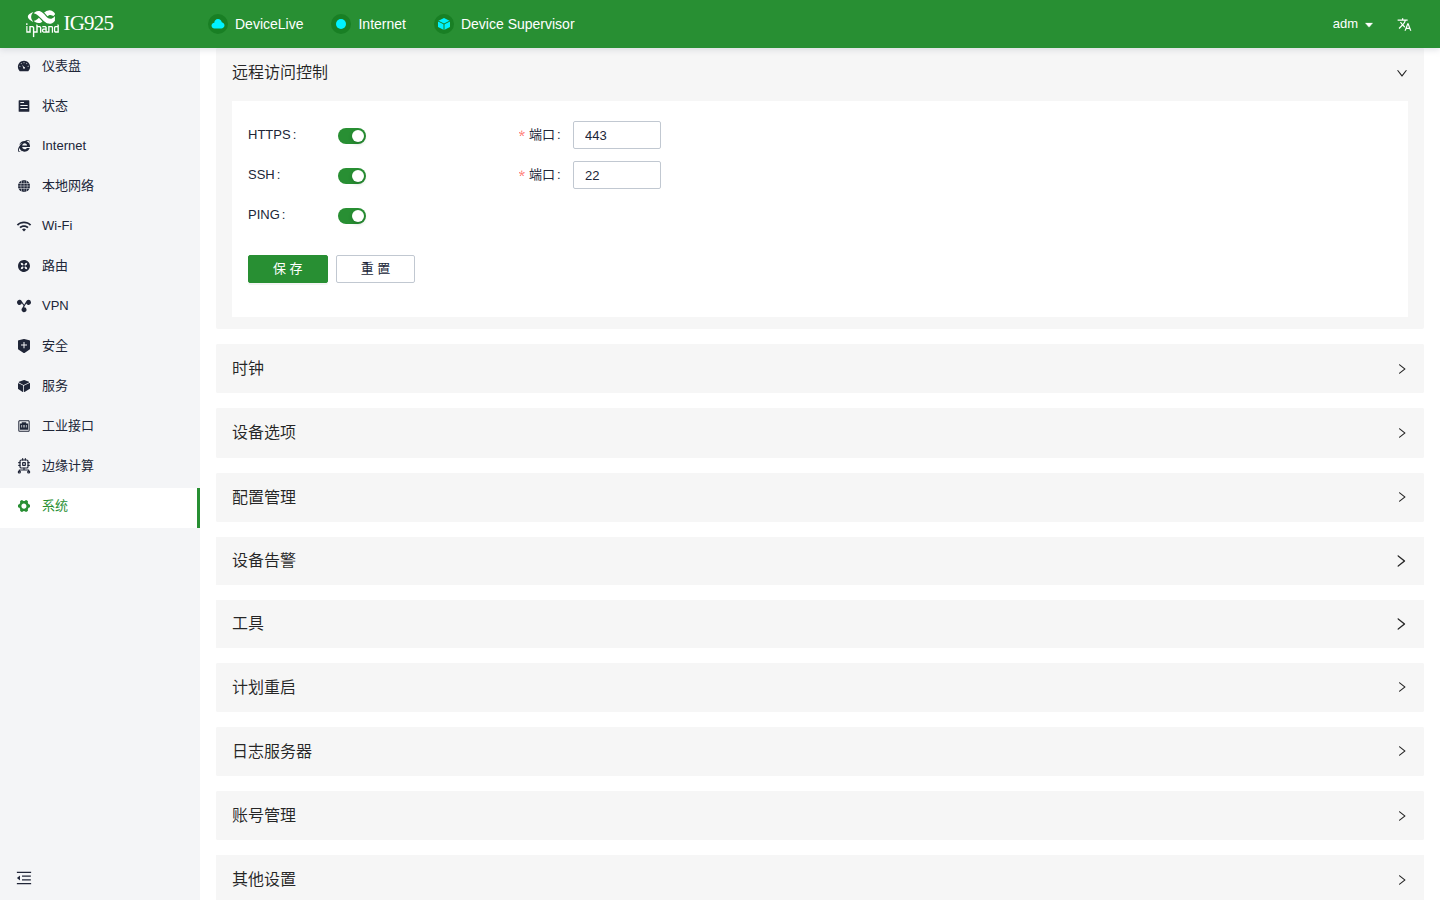 inhand IG925
DeviceLive
Internet
Device Supervisor
adm
仪表盘
状态
Internet
本地网络
Wi-Fi
路由
VPN
安全
服务
工业接口
边缘计算
系统
远程访问控制
HTTPS :
* 端口 : 443
SSH :
* 端口 : 22
PING :
保 存
重 置
时钟
设备选项
配置管理
设备告警
工具
计划重启
日志服务器
账号管理
其他设置